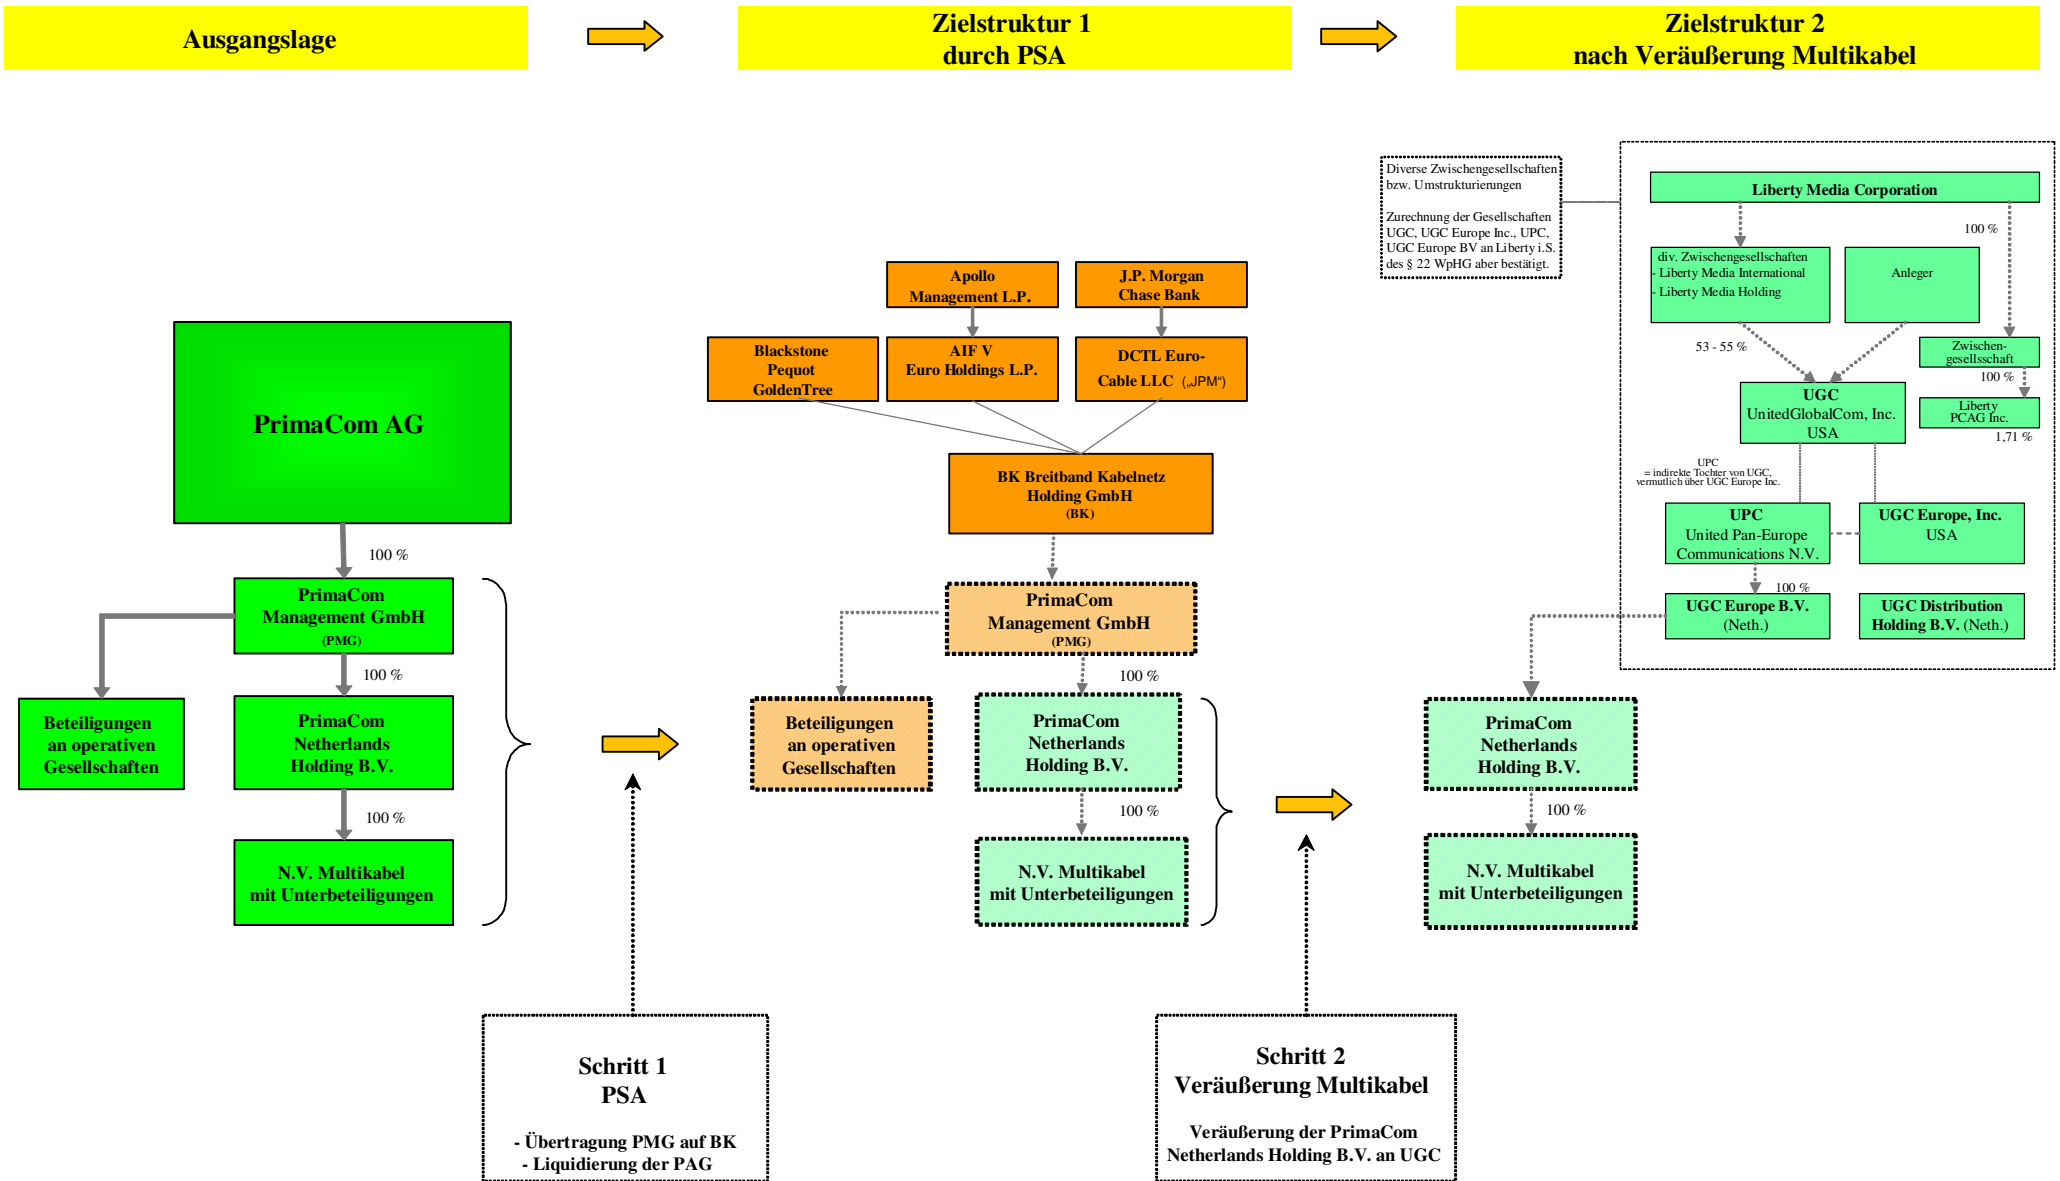 Ausgangslage
Zielstruktur 1
durch PSA
Zielstruktur 2
nach Veräußerung Multikabel
PrimaCom AG
100 %
PrimaCom
Management GmbH
(PMG)
100 %
Beteiligungen
an operativen
Gesellschaften
PrimaCom
Netherlands
Holding B.V.
100 %
N.V. Multikabel
mit Unterbeteiligungen
Schritt 1
PSA
- Übertragung PMG auf BK
- Liquidierung der PAG
Apollo
Management L.P.
J.P. Morgan
Chase Bank
Blackstone
Pequot
GoldenTree
AIF V
Euro Holdings L.P.
DCTL Euro-
Cable LLC („JPM“)
BK Breitband Kabelnetz
Holding GmbH
(BK)
PrimaCom
Management GmbH
(PMG)
100 %
Beteiligungen
an operativen
Gesellschaften
PrimaCom
Netherlands
Holding B.V.
100 %
N.V. Multikabel
mit Unterbeteiligungen
Schritt 2
Veräußerung Multikabel
Veräußerung der PrimaCom
Netherlands Holding B.V. an UGC
Diverse Zwischengesellschaften
bzw. Umstrukturierungen
Zurechnung der Gesellschaften
UGC, UGC Europe Inc., UPC,
UGC Europe BV an Liberty i.S.
des § 22 WpHG aber bestätigt.
Liberty Media Corporation
100 %
div. Zwischengesellschaften
- Liberty Media International
- Liberty Media Holding
Anleger
53 - 55 %
Zwischen-
gesellsschaft
100 %
UGC
UnitedGlobalCom, Inc.
USA
Liberty
PCAG Inc.
1,71 %
UPC
= indirekte Tochter von UGC,
vermutlich über UGC Europe Inc.
UPC
United Pan-Europe
Communications N.V.
UGC Europe, Inc.
USA
100 %
UGC Europe B.V.
(Neth.)
UGC Distribution
Holding B.V. (Neth.)
PrimaCom
Netherlands
Holding B.V.
100 %
N.V. Multikabel
mit Unterbeteiligungen